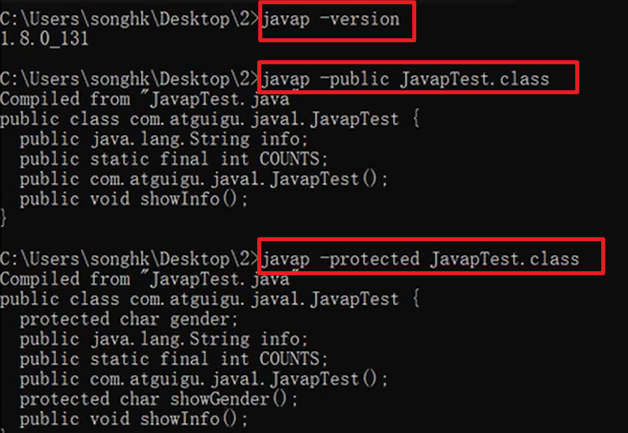 C:\Users\songhk\Desktop\2>javap -version
1.8.0_131
C:\Users\songhk\Desktop\2>javap -public JavapTest.class
Compiled from "JavapTest.java"
public class com.atguigu.java1.JavapTest {
public java.lang.String info;
public static final int COUNTS;
public com.atguigu.java1.JavapTest();
public void showInfo();
}
C:\Users\songhk\Desktop\2>javap -protected JavapTest.class
Compiled from "JavapTest.java"
public class com.atguigu.java1.JavapTest {
protected char gender;
public java.lang.String info;
public static final int COUNTS;
public com.atguigu.java1.JavapTest();
protected char showGender();
public void showInfo();